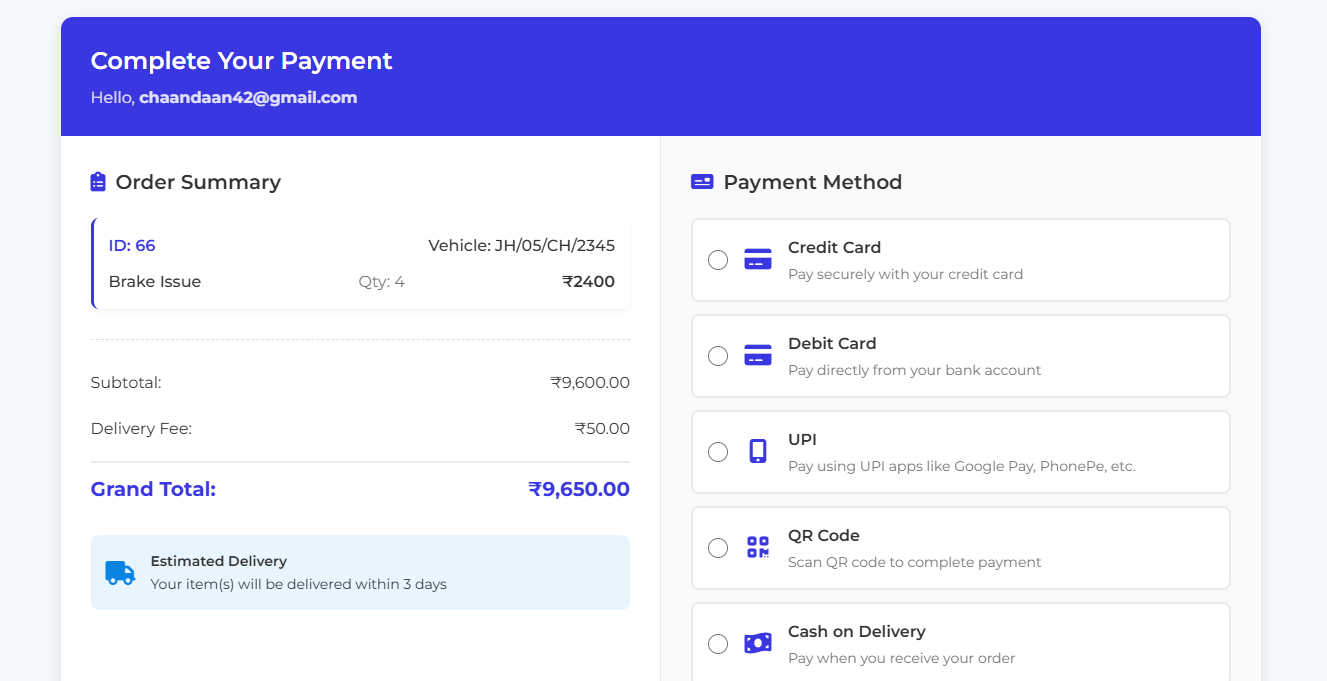 Complete Your Payment
Hello, chaandaan42@gmail.com
Order Summary
ID: 66
Vehicle: JH/05/CH/2345
Brake Issue
Qty: 4
₹2400
Subtotal:
₹9,600.00
Delivery Fee:
₹50.00
Grand Total:
₹9,650.00
Estimated Delivery
Your item(s) will be delivered within 3 days
Payment Method
Credit Card
Pay securely with your credit card
Debit Card
Pay directly from your bank account
UPI
Pay using UPI apps like Google Pay, PhonePe, etc.
QR Code
Scan QR code to complete payment
Cash on Delivery
Pay when you receive your order